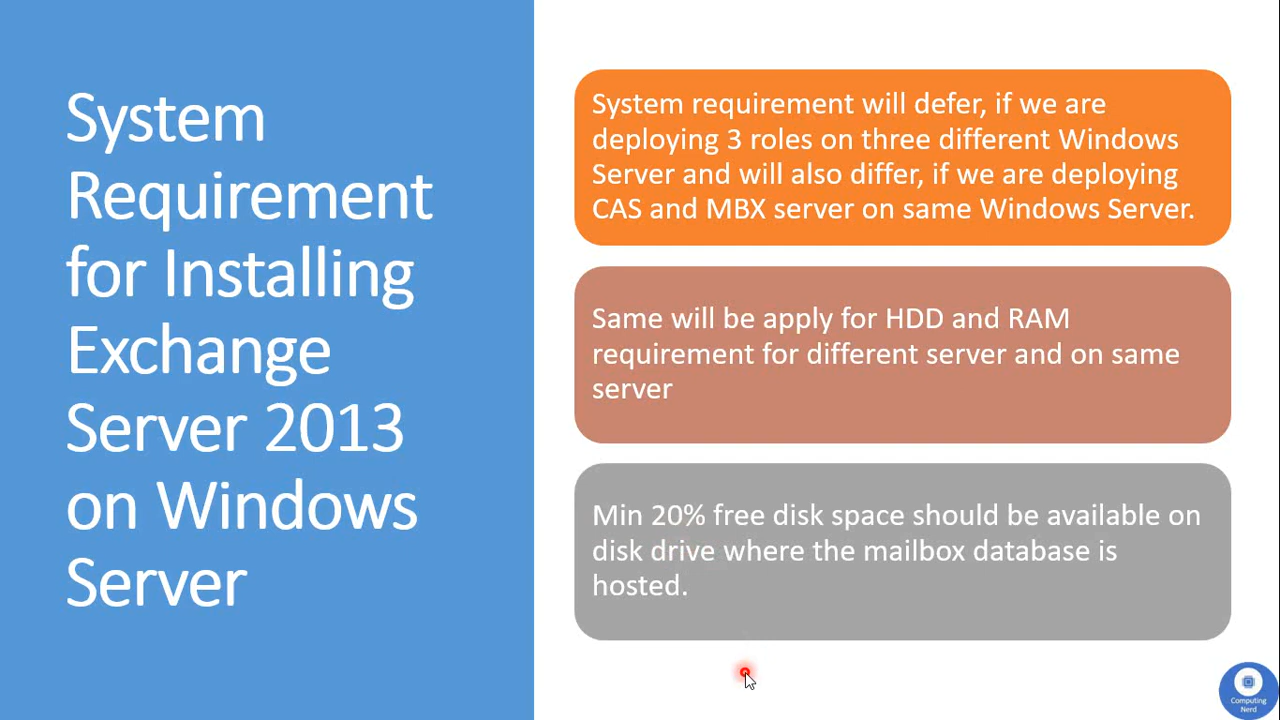 System
Requirement
for Installing
Exchange
Server 2013
on Windows
Server
System requirement will defer, if we are
deploying 3 roles on three different Windows
Server and will also differ, if we are deploying
CAS and MBX server on same Windows Server.
Same will be apply for HDD and RAM
requirement for different server and on same
server
Min 20% free disk space should be available on
disk drive where the mailbox database is
hosted.
Computing
Nerd